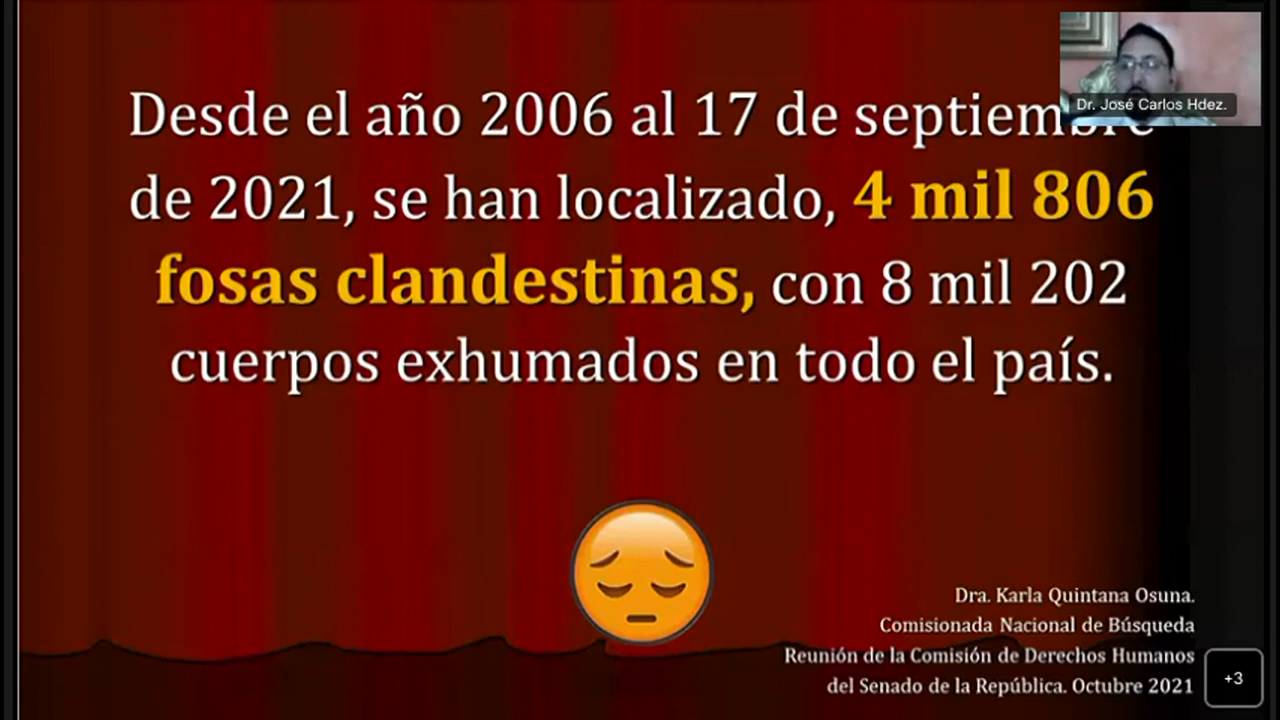 Dr. José Carlos Hdez.
Desde el año 2006 al 17 de septiembre
de 2021, se han localizado, 4 mil 806
fosas clandestinas, con 8 mil 202
cuerpos exhumados en todo el país.
Dra. Karla Quintana Osuna.
Comisionada Nacional de Búsqueda
Reunión de la Comisión de Derechos Humanos
del Senado de la República. Octubre 2021
+3